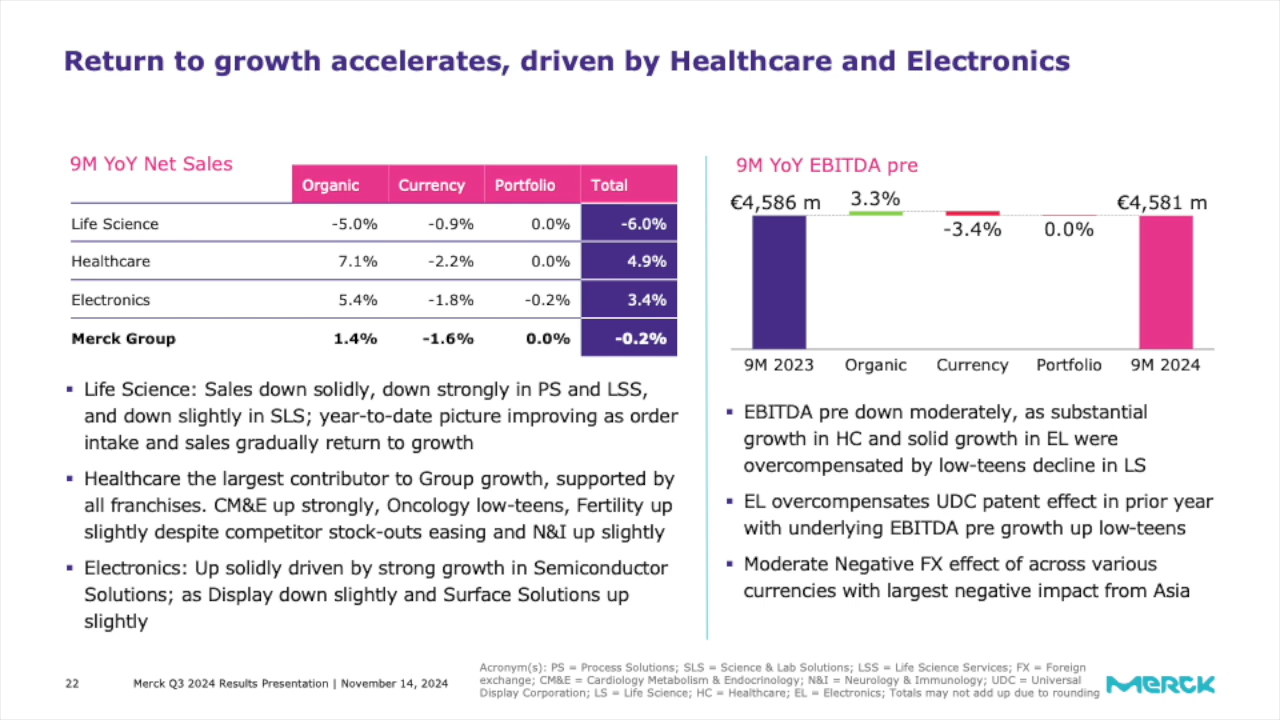 Return to growth accelerates, driven by Healthcare and Electronics
9M YoY Net Sales
Organic Currency Portfolio Total
Life Science -5.0% -0.9% 0.0% -6.0%
Healthcare 7.1% -2.2% 0.0% 4.9%
Electronics 5.4% -1.8% -0.2% 3.4%
Merck Group 1.4% -1.6% 0.0% -0.2%
▪ Life Science: Sales down solidly, down strongly in PS and LSS,
and down slightly in SLS; year-to-date picture improving as order
intake and sales gradually return to growth
▪ Healthcare the largest contributor to Group growth, supported by
all franchises. CM&E up strongly, Oncology low-teens, Fertility up
slightly despite competitor stock-outs easing and N&I up slightly
▪ Electronics: Up solidly driven by strong growth in Semiconductor
Solutions; as Display down slightly and Surface Solutions up
slightly
9M YoY EBITDA pre
€4,586 m 3.3% -3.4% 0.0% €4,581 m
9M 2023 Organic Currency Portfolio 9M 2024
▪ EBITDA pre down moderately, as substantial
growth in HC and solid growth in EL were
overcompensated by low-teens decline in LS
▪ EL overcompensates UDC patent effect in prior year
with underlying EBITDA pre growth up low-teens
▪ Moderate Negative FX effect of across various
currencies with largest negative impact from Asia
22 Merck Q3 2024 Results Presentation | November 14, 2024
Acronym(s): PS = Process Solutions; SLS = Science & Lab Solutions; LSS = Life Science Services; FX = Foreign
exchange; CM&E = Cardiology Metabolism & Endocrinology; N&I = Neurology & Immunology; UDC = Universal
Display Corporation; LS = Life Science; HC = Healthcare; EL = Electronics; Totals may not add up due to rounding
MERCK